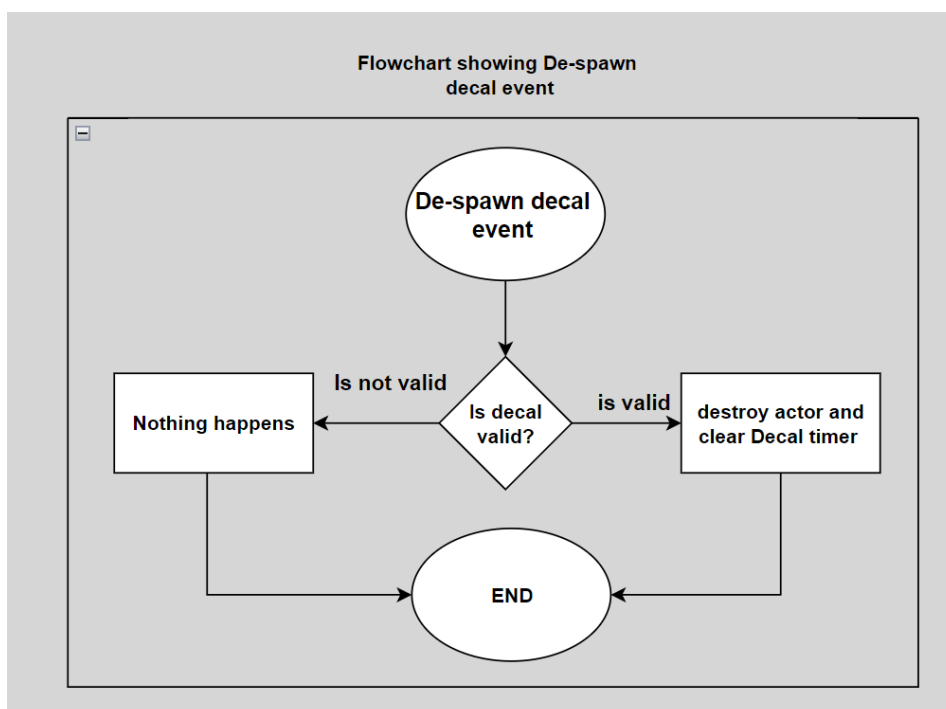 Flowchart showing De-spawn
decal event
De-spawn decal
event
Is not valid
is valid
Nothing happens
Is decal
valid?
destroy actor and
clear Decal timer
END